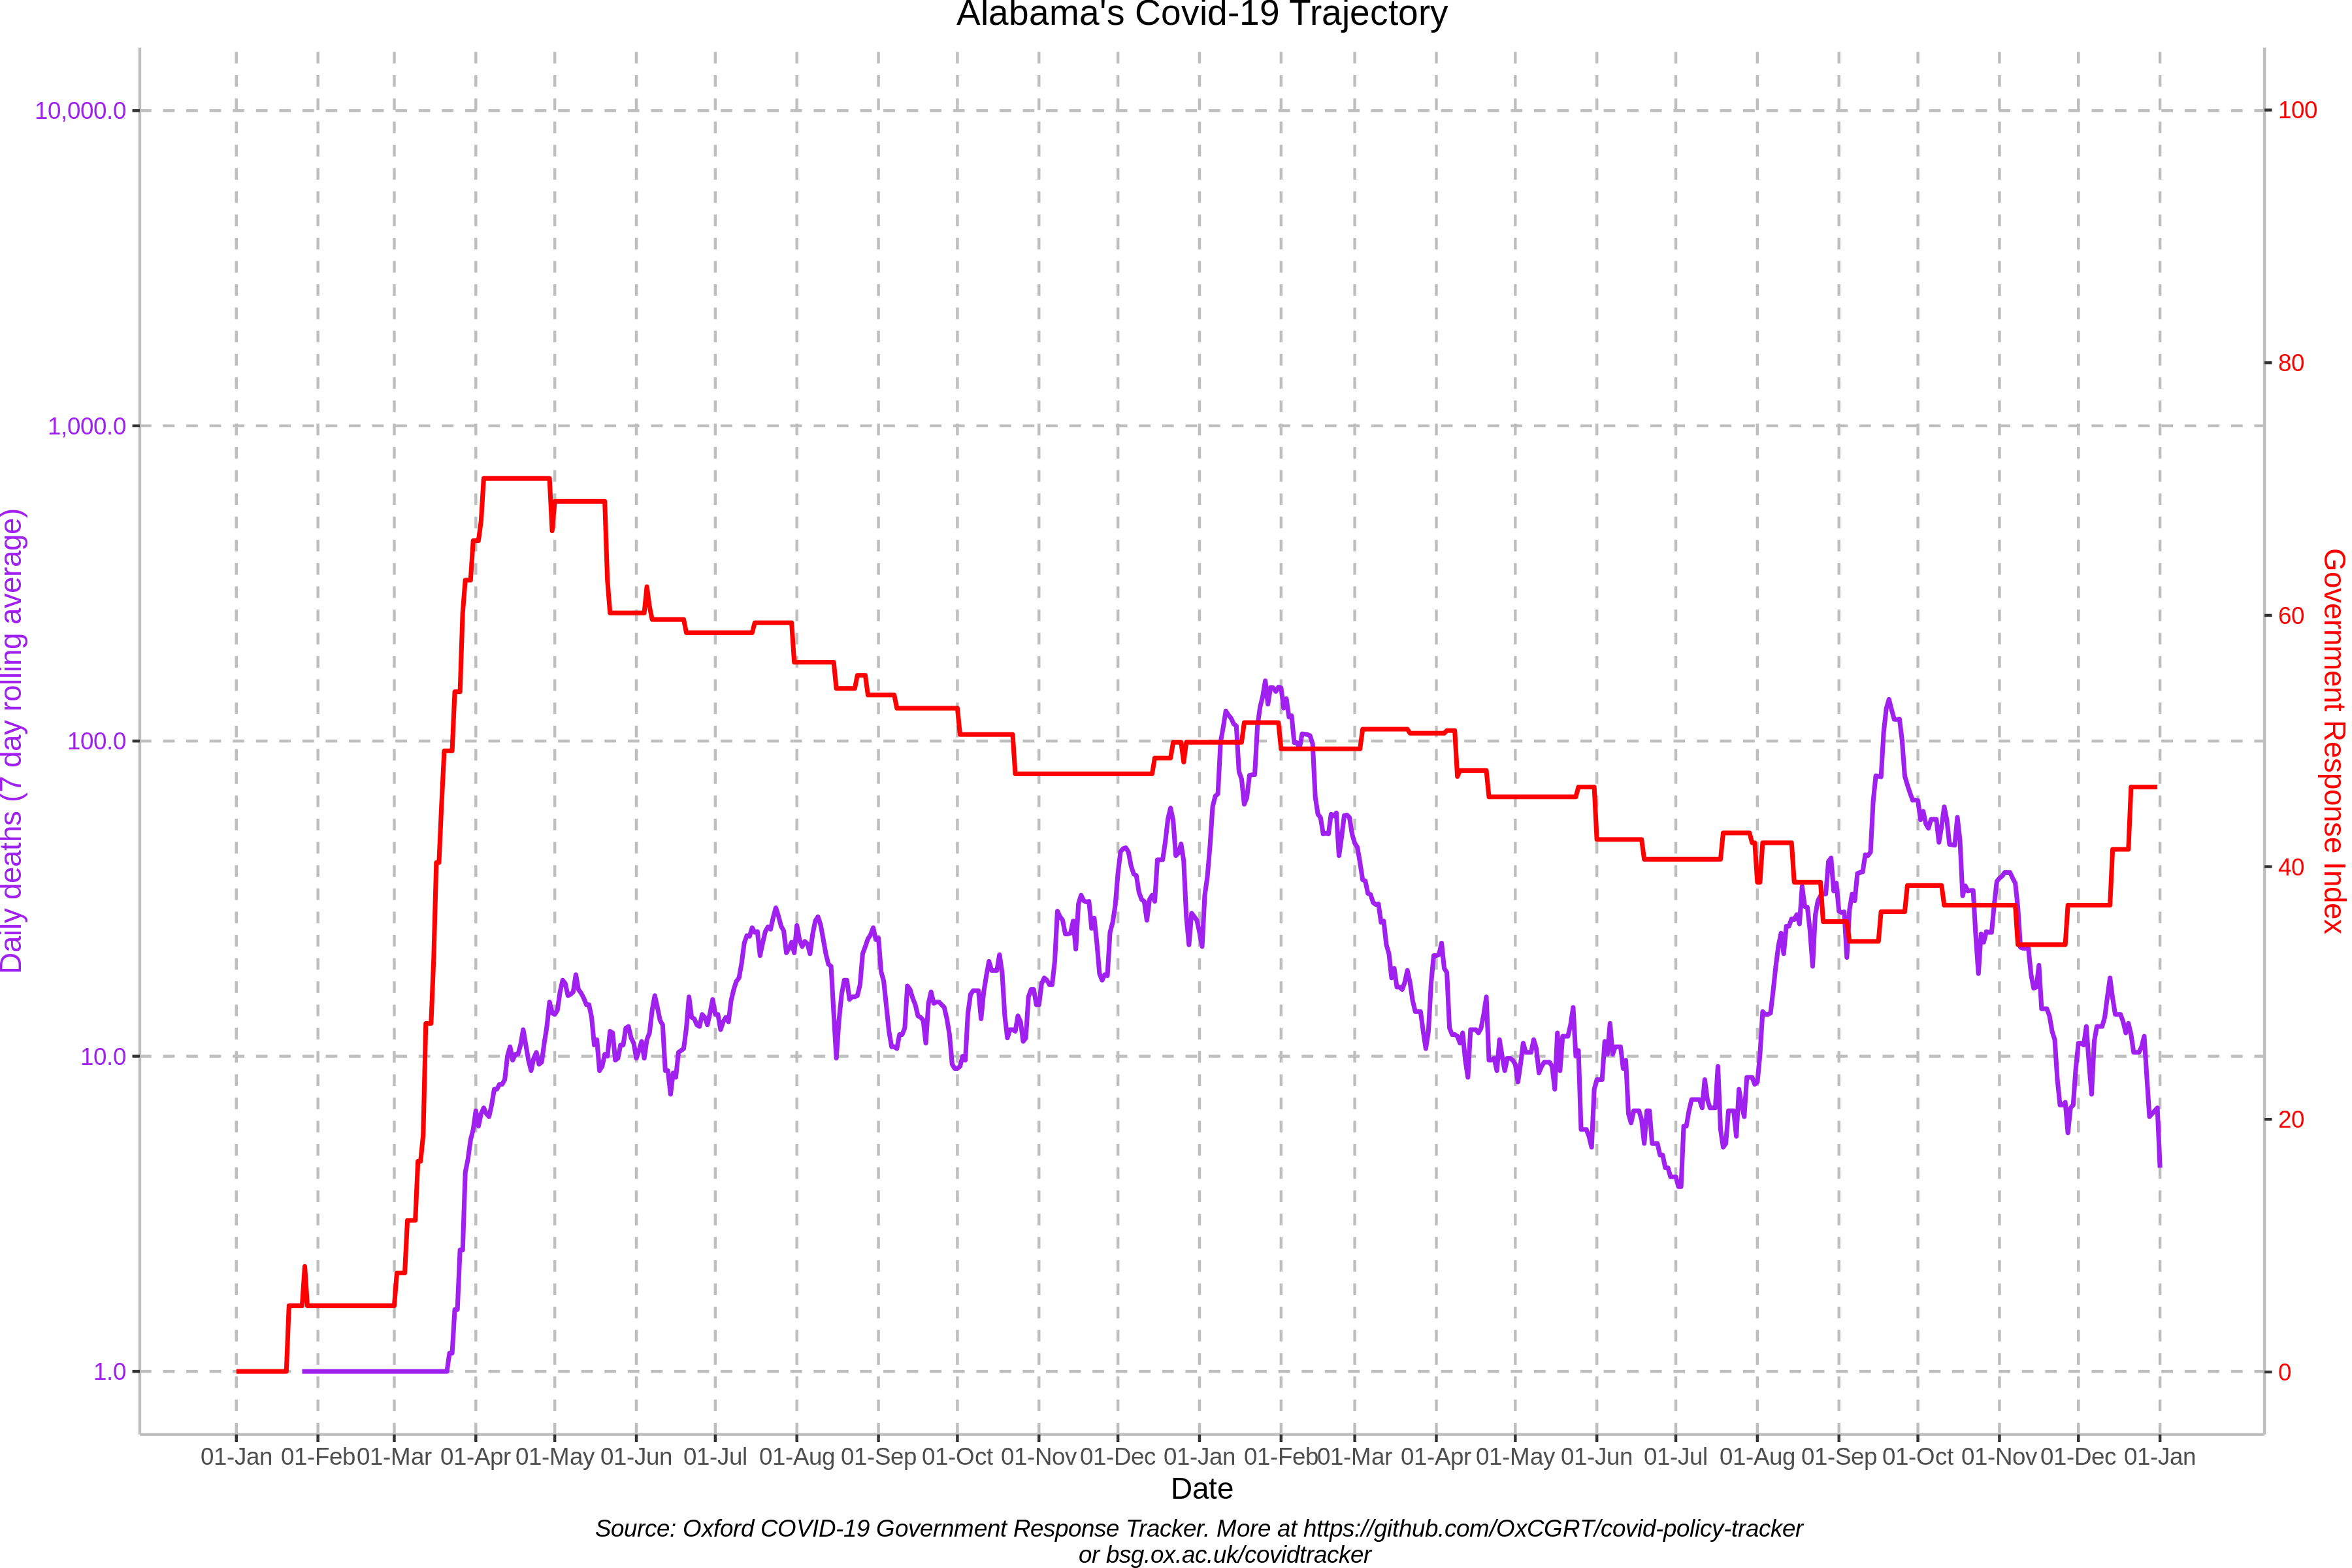 Alabama's Covid-19 Trajectory
10,000.0
1,000.0
100.0
10.0
1.0
Daily deaths (7 day rolling average)
100
80
60
40
20
0
Government Response Index
01-Jan 01-Feb 01-Mar 01-Apr 01-May 01-Jun 01-Jul 01-Aug 01-Sep 01-Oct 01-Nov 01-Dec 01-Jan 01-Feb 01-Mar 01-Apr 01-May 01-Jun 01-Jul 01-Aug 01-Sep 01-Oct 01-Nov 01-Dec 01-Jan
Date
Source: Oxford COVID-19 Government Response Tracker. More at https://github.com/OxCGRT/covid-policy-tracker
or bsg.ox.ac.uk/covidtracker